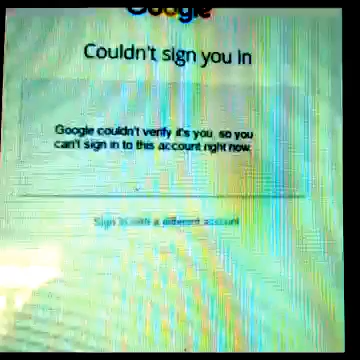 Google
Couldn't sign you in
Google couldn't verify it's you, so you
can't sign in to this account right now.
Sign in with a different account